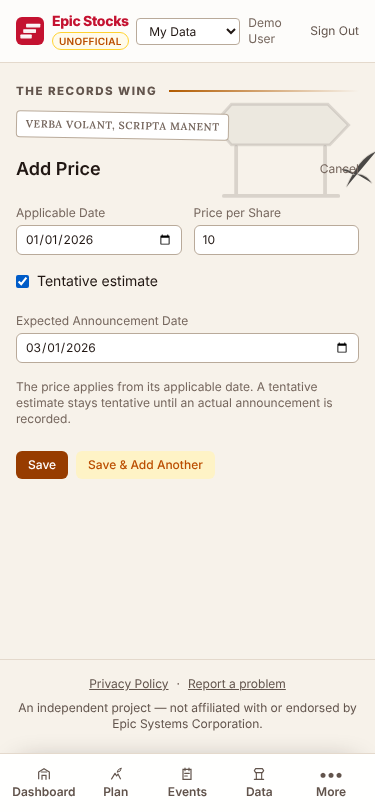 Epic Stocks
UNOFFICIAL
My Data
Demo
User
Sign Out
THE RECORDS WING
VERBA VOLANT, SCRIPTA MANENT
Add Price
Cancel
Applicable Date
Price per Share
01/01/2026
10
Tentative estimate
Expected Announcement Date
03/01/2026
The price applies from its applicable date. A tentative
estimate stays tentative until an actual announcement is
recorded.
Save
Save & Add Another
Privacy Policy · Report a problem
An independent project — not affiliated with or endorsed by
Epic Systems Corporation.
Dashboard
Plan
Events
Data
More